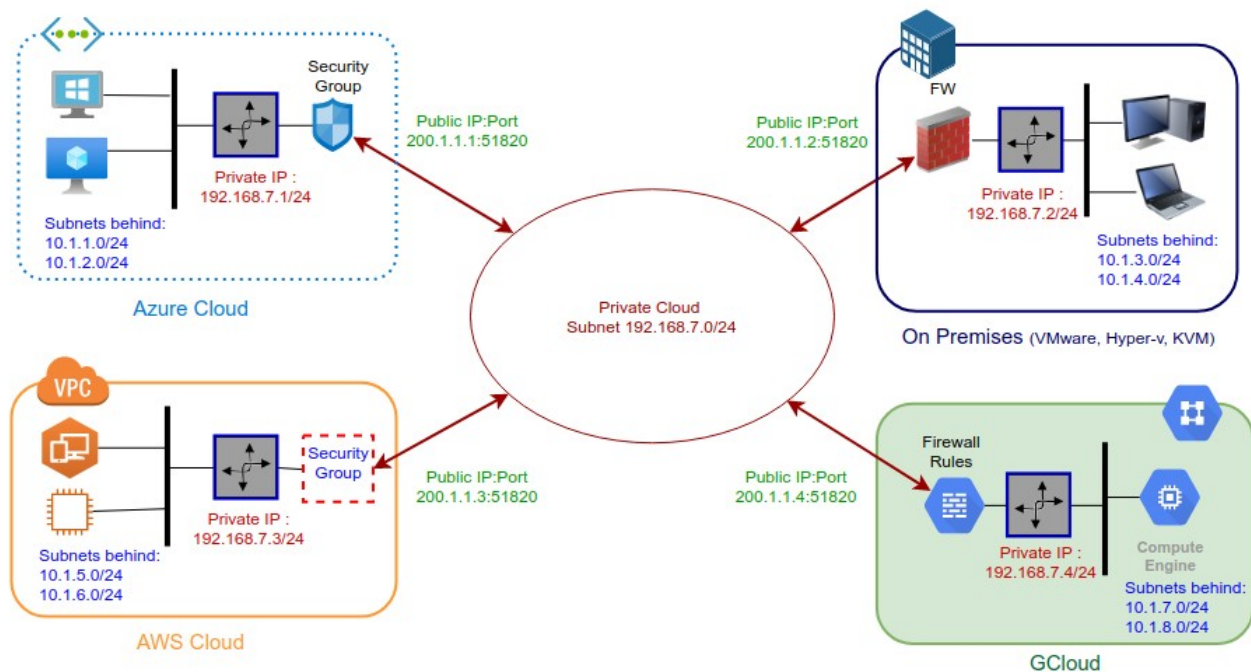 Security
Group
Public IP:Port
200.1.1.1:51820
Private IP :
192.168.7.1/24
Subnets behind:
10.1.1.0/24
10.1.2.0/24
Azure Cloud
FW
Public IP:Port
200.1.1.2:51820
Private IP :
192.168.7.2/24
Subnets behind:
10.1.3.0/24
10.1.4.0/24
On Premises (VMware, Hyper-v, KVM)
Private Cloud
Subnet 192.168.7.0/24
VPC
Security
Group
Public IP:Port
200.1.1.3:51820
Private IP :
192.168.7.3/24
Subnets behind:
10.1.5.0/24
10.1.6.0/24
AWS Cloud
Firewall
Rules
Public IP:Port
200.1.1.4:51820
Private IP :
192.168.7.4/24
Compute
Engine
Subnets behind:
10.1.7.0/24
10.1.8.0/24
GCloud